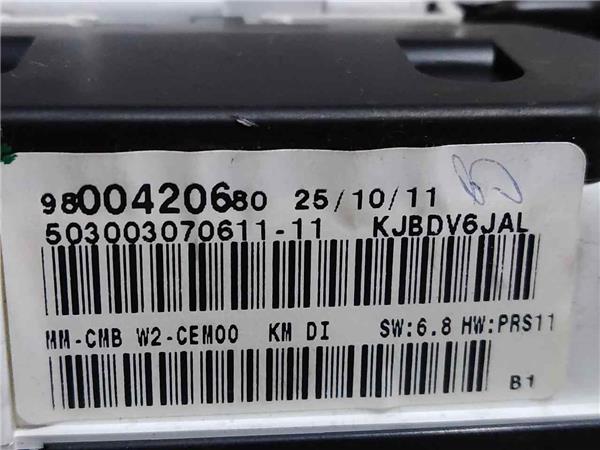 9800420680 25/10/11
503003070611-11 KJBDV6JAL
MM-CMB W2-CEM00 KM DI SW:6.8 HW:PRS11
B1